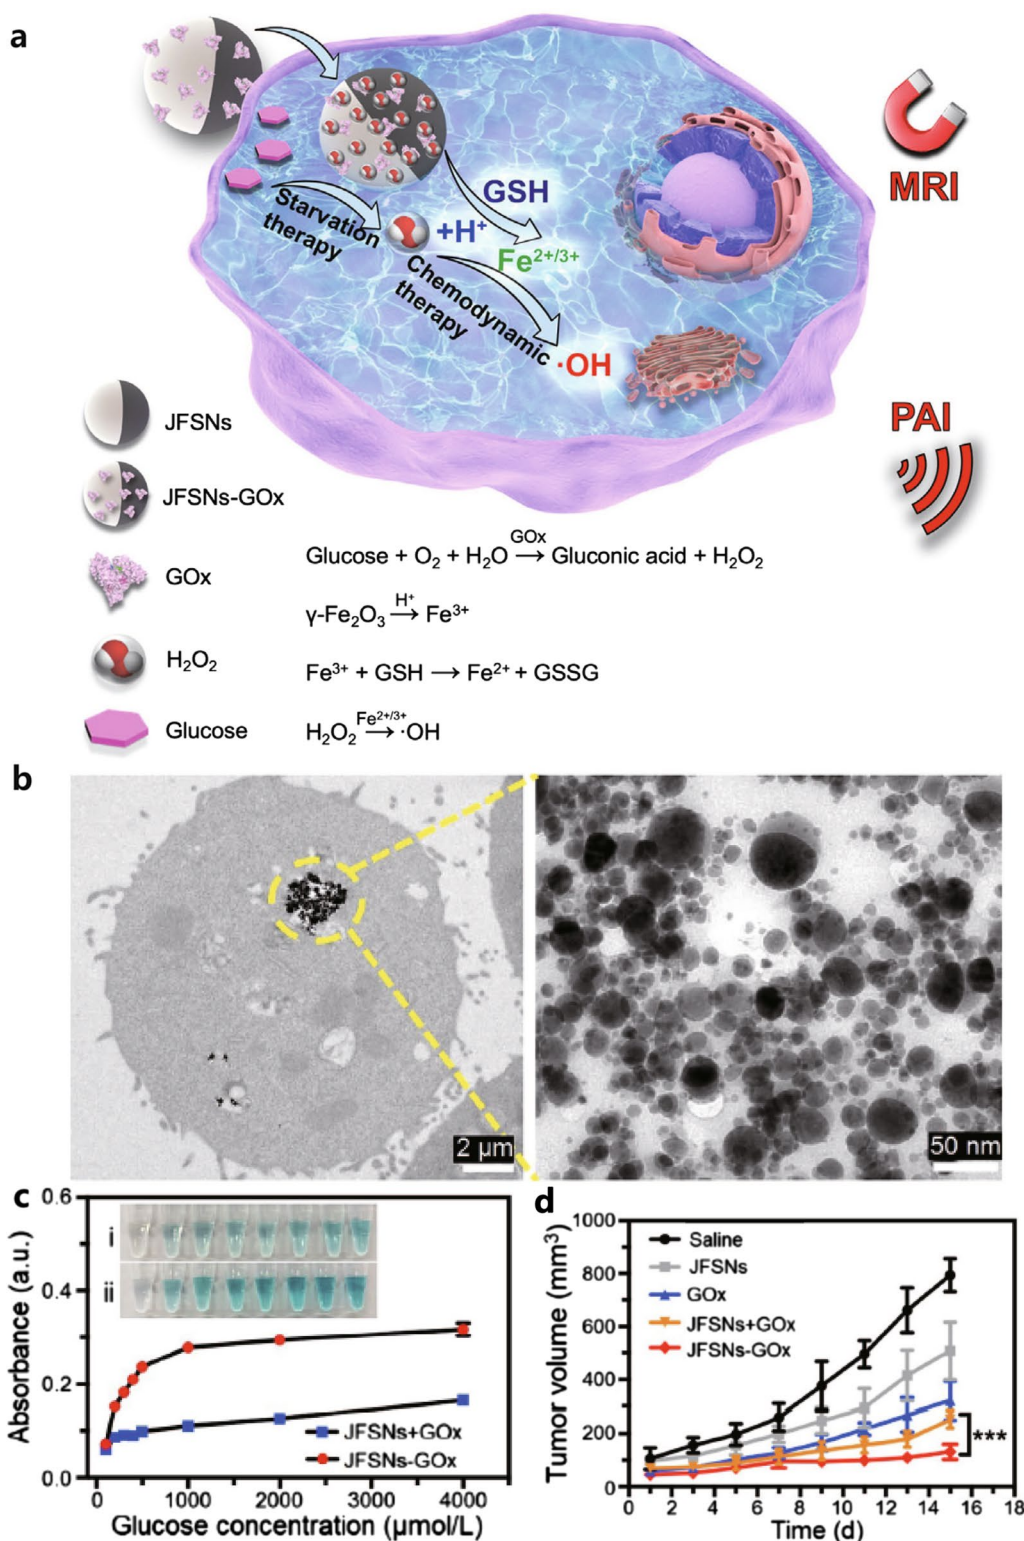 a
MRI
GSH
Starvation
therapy
+H⁺
Fe²⁺/³⁺
Chemodynamic
therapy
·OH
PAI
JFSNs
JFSNs-GOx
GOx
H₂O₂
Glucose
GOx
Glucose + O₂ + H₂O → Gluconic acid + H₂O₂
H⁺
γ-Fe₂O₃ → Fe³⁺
Fe³⁺ + GSH → Fe²⁺ + GSSG
Fe²⁺/³⁺
H₂O₂ → ·OH
b
2 μm
50 nm
c
0.6
0.4
0.2
0.0
Absorbance (a.u.)
i
ii
JFSNs+GOx
JFSNs-GOx
0 1000 2000 3000 4000
Glucose concentration (μmol/L)
d
1000
800
600
400
200
0
Tumor volume (mm³)
Saline
JFSNs
GOx
JFSNs+GOx
JFSNs-GOx
***
0 2 4 6 8 10 12 14 16 18
Time (d)